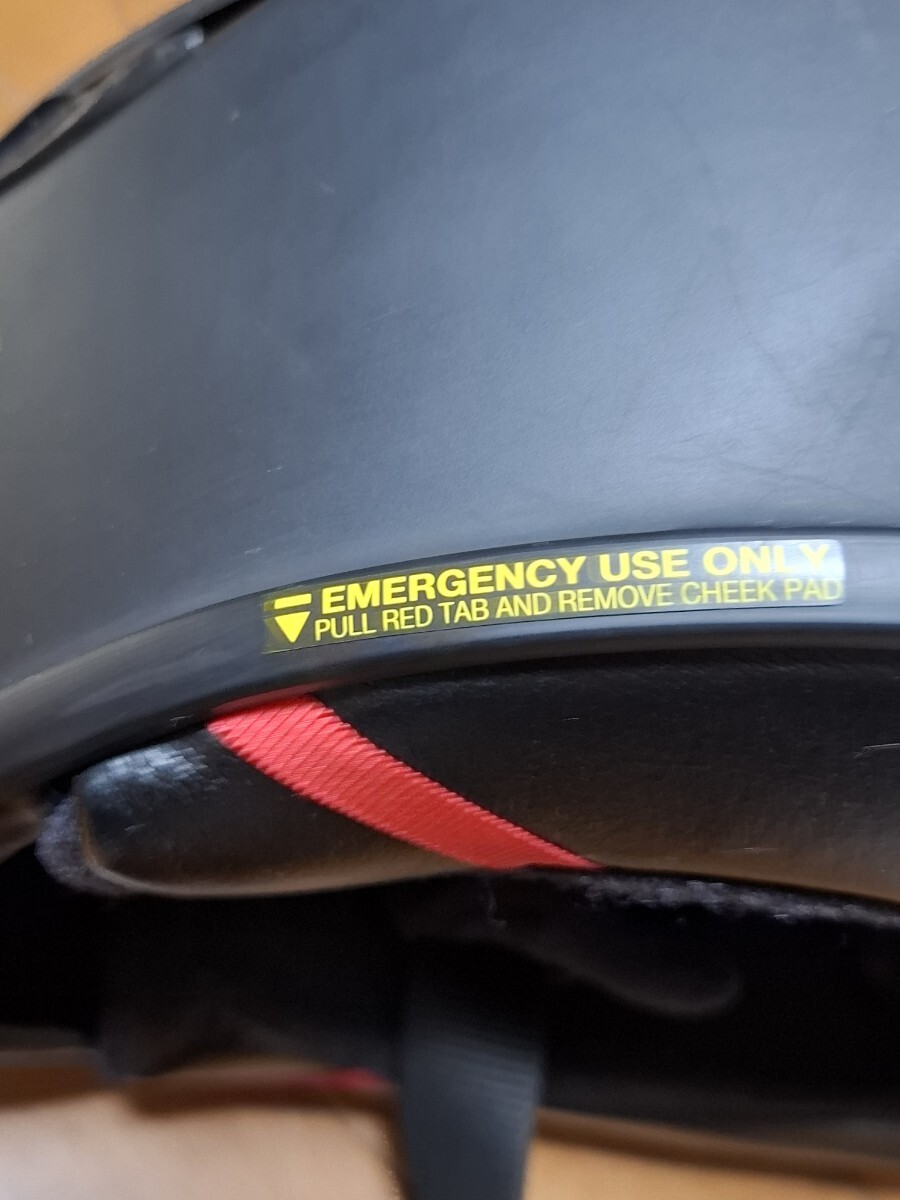 EMERGENCY USE ONLY
PULL RED TAB AND REMOVE CHEEK PAD